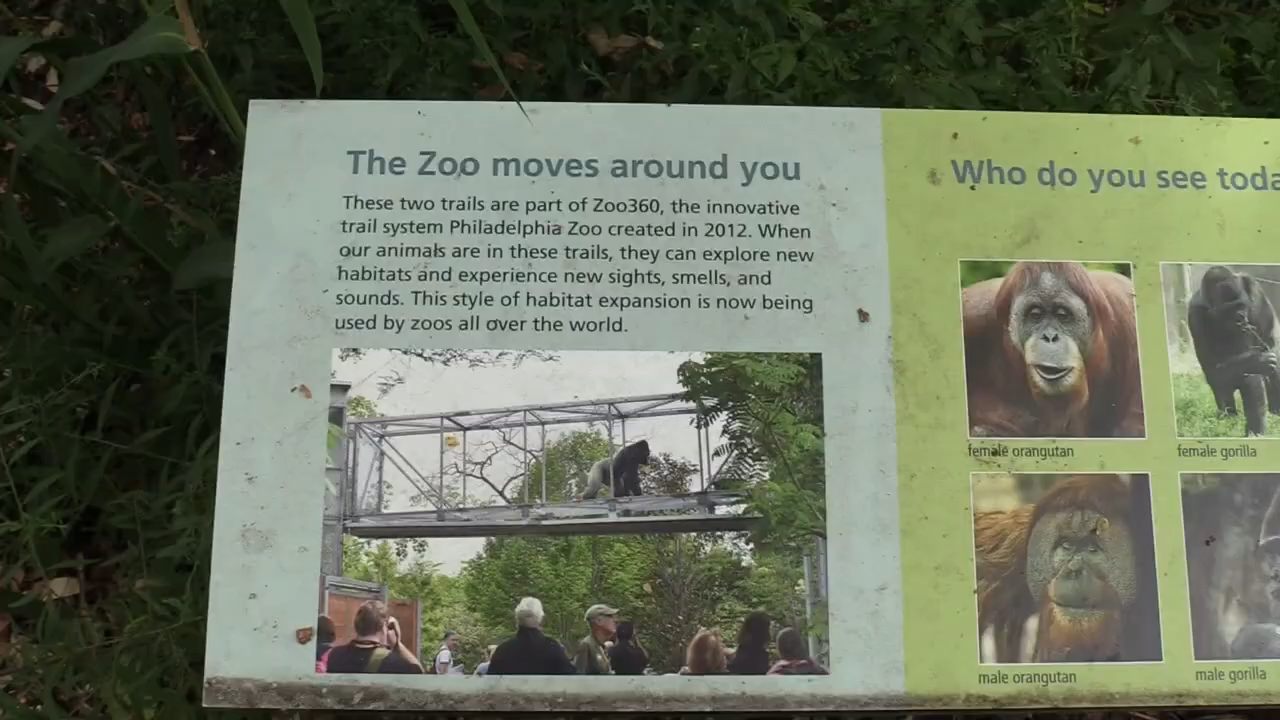 The Zoo moves around you
These two trails are part of Zoo360, the innovative
trail system Philadelphia Zoo created in 2012. When
our animals are in these trails, they can explore new
habitats and experience new sights, smells, and
sounds. This style of habitat expansion is now being
used by zoos all over the world.
Who do you see toda
female orangutan
female gorilla
male orangutan
male gorilla